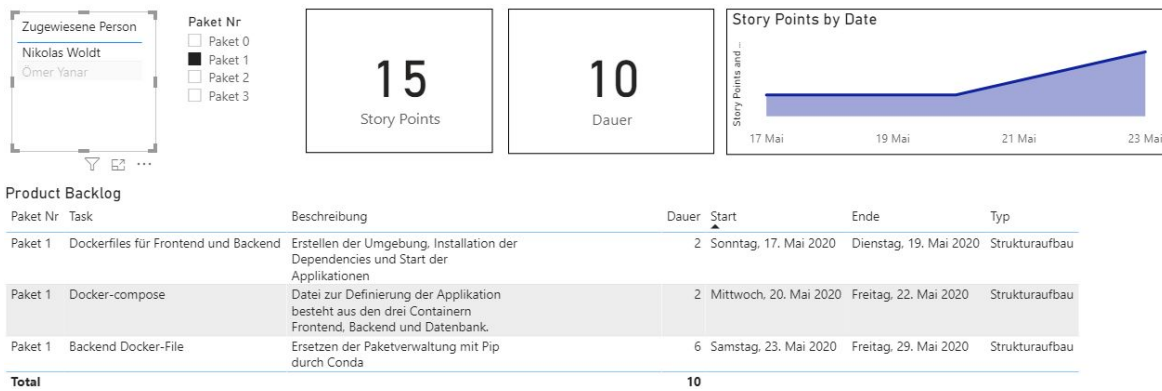 Zugewiesene Person
Nikolas Woldt
Ömer Yanar
Paket Nr
Paket 0
Paket 1
Paket 2
Paket 3
15
Story Points
10
Dauer
Story Points by Date
Story Points and ...
17 Mai 19 Mai 21 Mai 23 Mai
Product Backlog
Paket Nr Task Beschreibung Dauer Start Ende Typ
Paket 1 Dockerfiles für Frontend und Backend Erstellen der Umgebung, Installation der 2 Sonntag, 17. Mai 2020 Dienstag, 19. Mai 2020 Strukturaufbau
Dependencies und Start der
Applikationen
Paket 1 Docker-compose Datei zur Definierung der Applikation 2 Mittwoch, 20. Mai 2020 Freitag, 22. Mai 2020 Strukturaufbau
besteht aus den drei Containern
Frontend, Backend und Datenbank.
Paket 1 Backend Docker-File Ersetzen der Paketverwaltung mit Pip 6 Samstag, 23. Mai 2020 Freitag, 29. Mai 2020 Strukturaufbau
durch Conda
Total 10